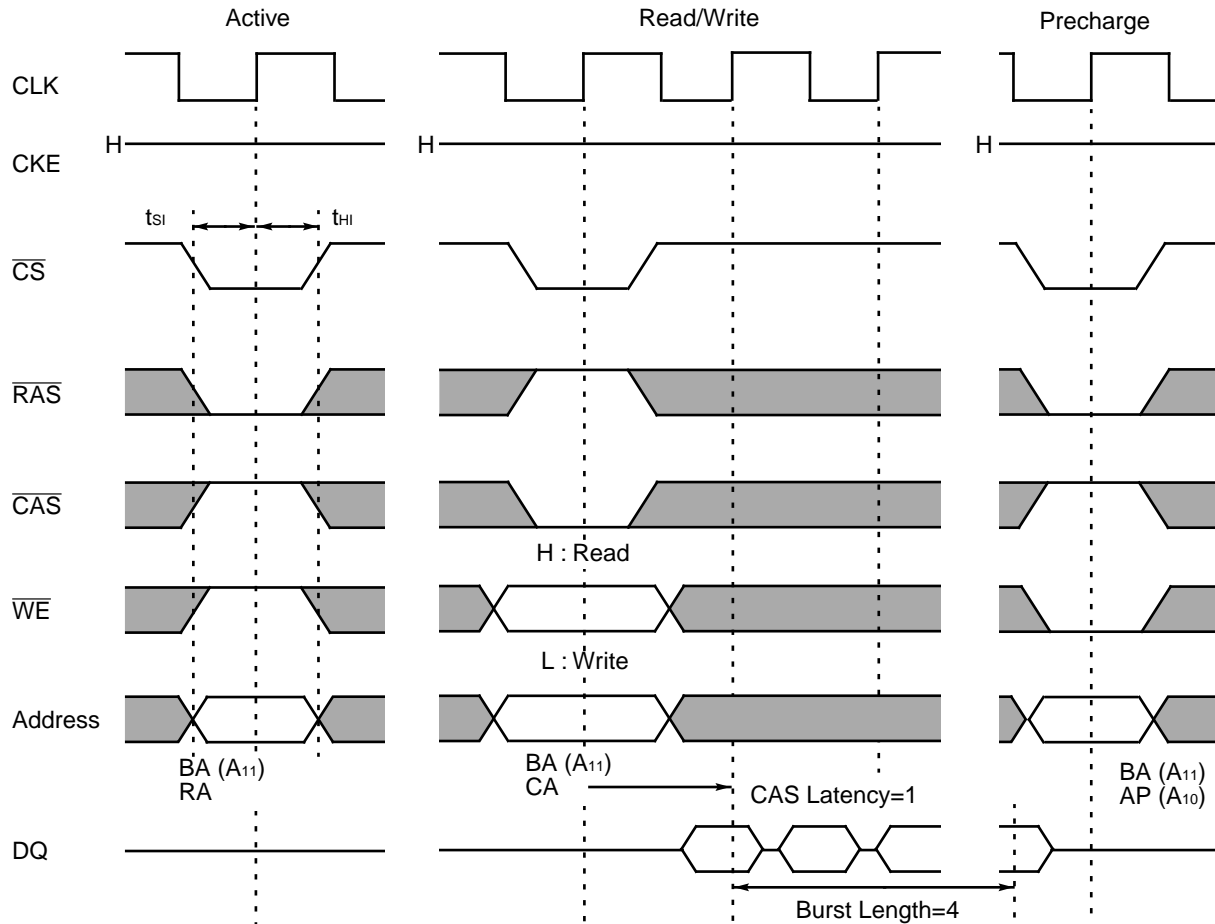 Active
Read/Write
Precharge
CLK
H
H
H
CKE
tSI
tHI
CS
RAS
CAS
H : Read
WE
L : Write
Address
BA (A11)
RA
BA (A11)
CA
CAS Latency=1
BA (A11)
AP (A10)
DQ
Burst Length=4